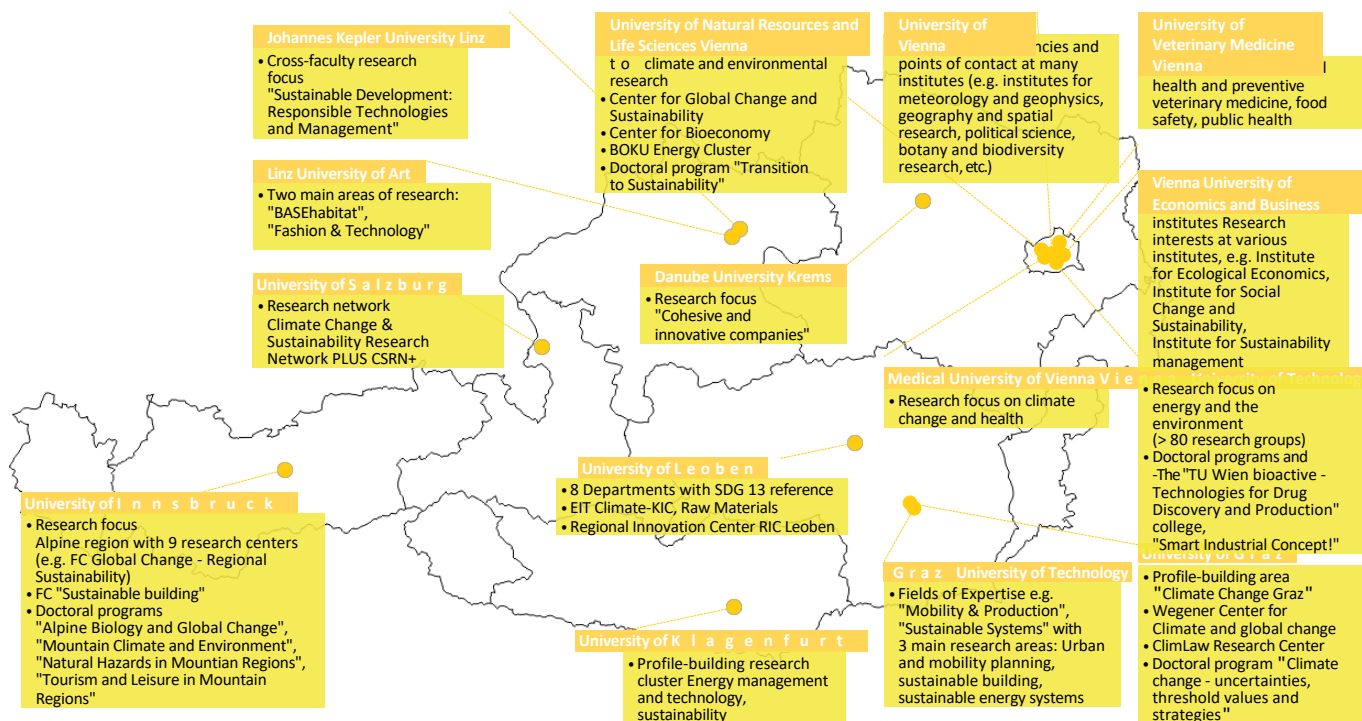 Johannes Kepler University Linz
• Cross-faculty research
focus
"Sustainable Development:
Responsible Technologies
and Management"
Linz University of Art
• Two main areas of research:
"BASEhabitat",
"Fashion & Technology"
University of S a l z b u r g
• Research network
Climate Change &
Sustainability Research
Network PLUS CSRN+
University of Natural Resources and
Life Sciences Vienna
t o climate and environmental
research
• Center for Global Change and
Sustainability
• Center for Bioeconomy
• BOKU Energy Cluster
• Doctoral program "Transition
to Sustainability"
University of
Vienna
ncies and
points of contact at many
institutes (e.g. institutes for
meteorology and geophysics,
geography and spatial
research, political science,
botany and biodiversity
research, etc.)
University of
Veterinary Medicine
Vienna
health and preventive
veterinary medicine, food
safety, public health
Vienna University of
Economics and Business
institutes Research
interests at various
institutes, e.g. Institute
for Ecological Economics,
Institute for Social
Change and
Sustainability,
Institute for Sustainability
management
Danube University Krems
• Research focus
"Cohesive and
innovative companies"
Medical University of Vienna V i e University of Technolog
• Research focus on climate
change and health
• Research focus on
energy and the
environment
(> 80 research groups)
• Doctoral programs and
-The "TU Wien bioactive -
Technologies for Drug
Discovery and Production"
college,
"Smart Industrial Concept!"
University of L e o b e n
• 8 Departments with SDG 13 reference
• EIT Climate-KIC, Raw Materials
• Regional Innovation Center RIC Leoben
University of I n n s b r u c k
• Research focus
Alpine region with 9 research centers
(e.g. FC Global Change - Regional
Sustainability)
• FC "Sustainable building"
• Doctoral programs
"Alpine Biology and Global Change",
"Mountain Climate and Environment",
"Natural Hazards in Mountian Regions",
"Tourism and Leisure in Mountain
Regions"
University of K l a g e n f u r t
• Profile-building research
cluster Energy management
and technology,
sustainability
G r a z University of Technology
• Fields of Expertise e.g.
"Mobility & Production",
"Sustainable Systems" with
3 main research areas: Urban
and mobility planning,
sustainable building,
sustainable energy systems
University of G r a z
• Profile-building area
"Climate Change Graz"
• Wegener Center for
Climate and global change
• ClimLaw Research Center
• Doctoral program "Climate
change - uncertainties,
threshold values and
strategies"